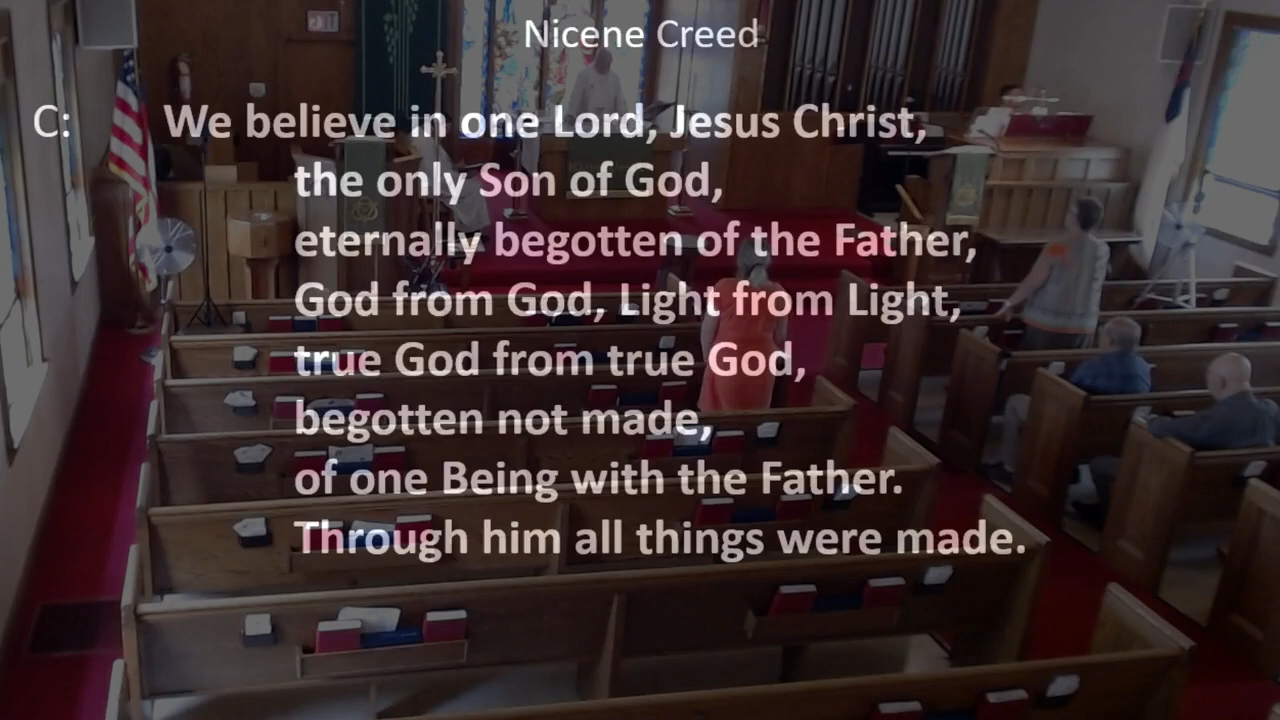 Nicene Creed
C: We believe in one Lord, Jesus Christ,
the only Son of God,
eternally begotten of the Father,
God from God, Light from Light,
true God from true God,
begotten not made,
of one Being with the Father.
Through him all things were made.